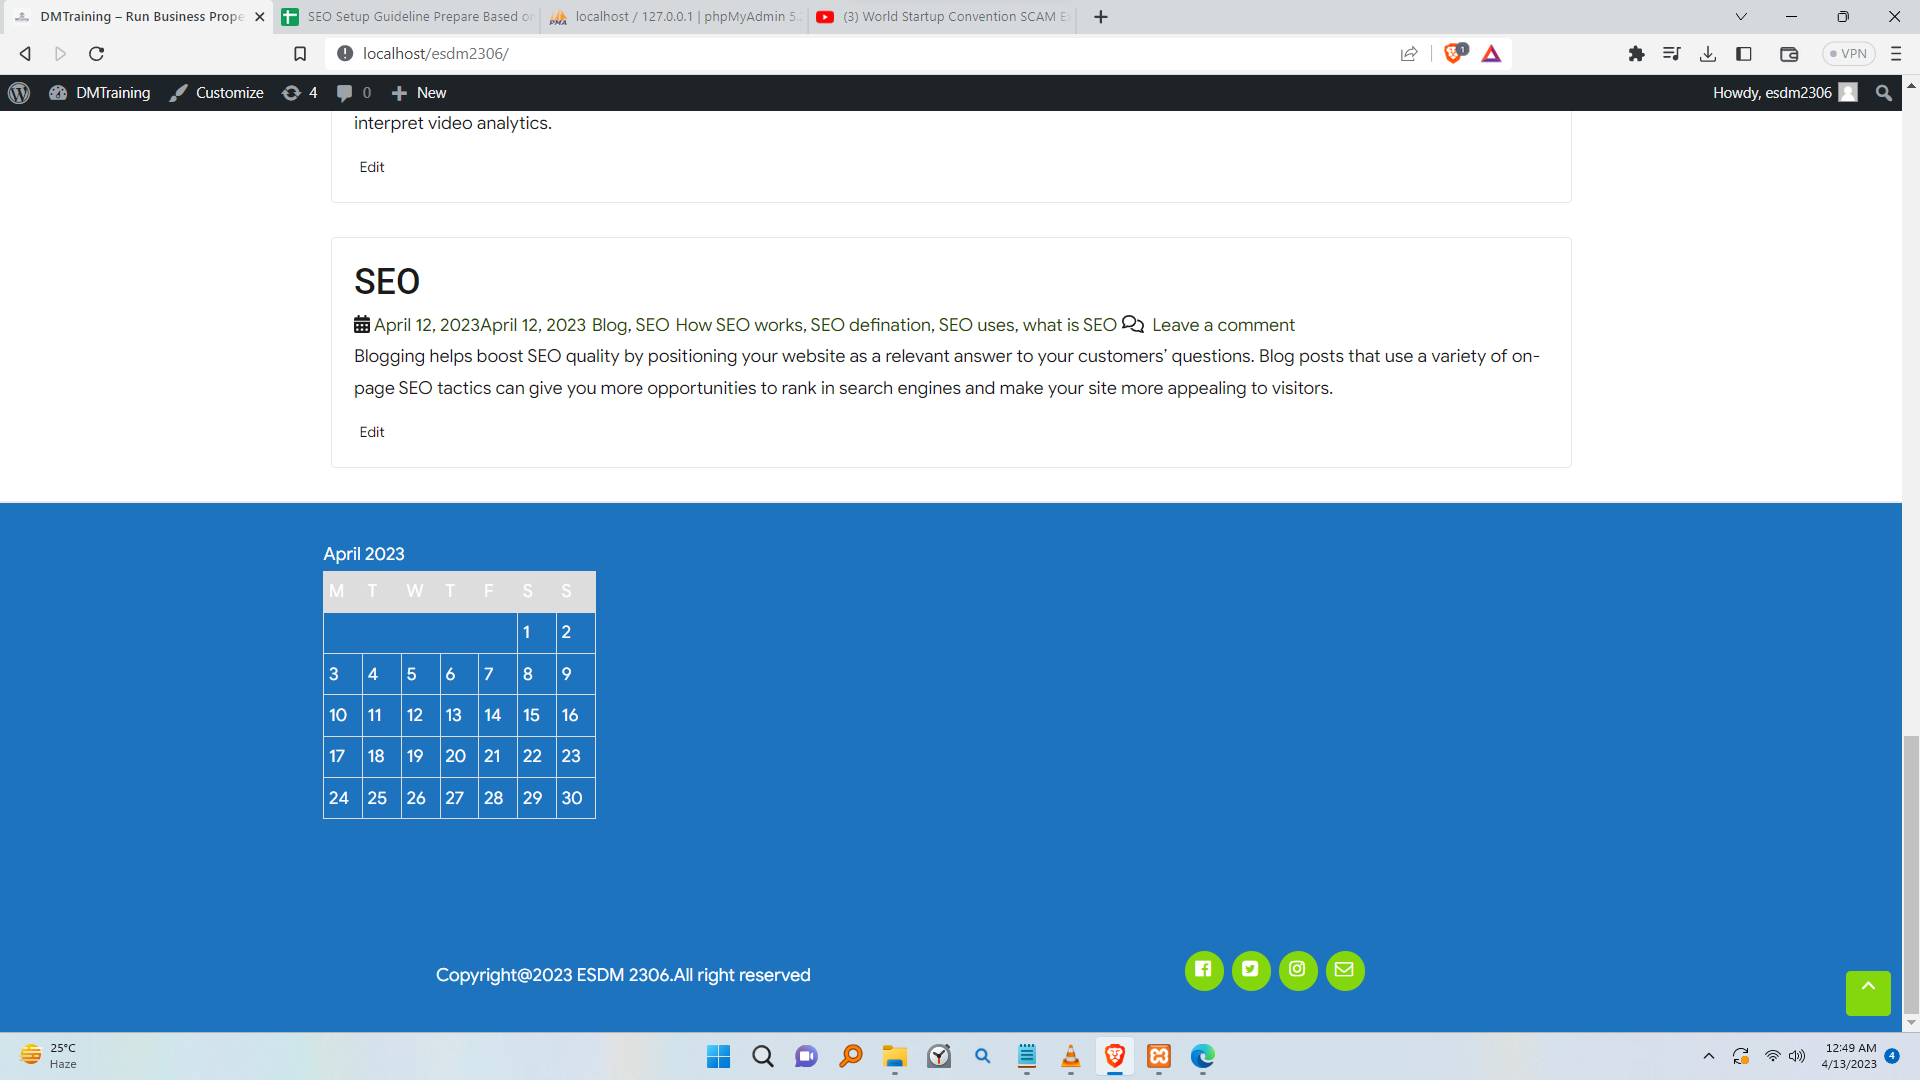 DMTraining – Run Business Prope
SEO Setup Guideline Prepare Based on
localhost / 127.0.0.1 | phpMyAdmin 5.
(3) World Startup Convention SCAM E
localhost/esdm2306/
1
VPN
DMTraining
Customize
4
0
New
Howdy, esdm2306
interpret video analytics.
Edit
SEO
April 12, 2023April 12, 2023 Blog, SEO How SEO works, SEO defination, SEO uses, what is SEO Leave a comment
Blogging helps boost SEO quality by positioning your website as a relevant answer to your customers’ questions. Blog posts that use a variety of on-
page SEO tactics can give you more opportunities to rank in search engines and make your site more appealing to visitors.
Edit
April 2023
M T W T F S S
1 2
3 4 5 6 7 8 9
10 11 12 13 14 15 16
17 18 19 20 21 22 23
24 25 26 27 28 29 30
Copyright@2023 ESDM 2306.All right reserved
25°C
Haze
12:49 AM
4/13/2023
4